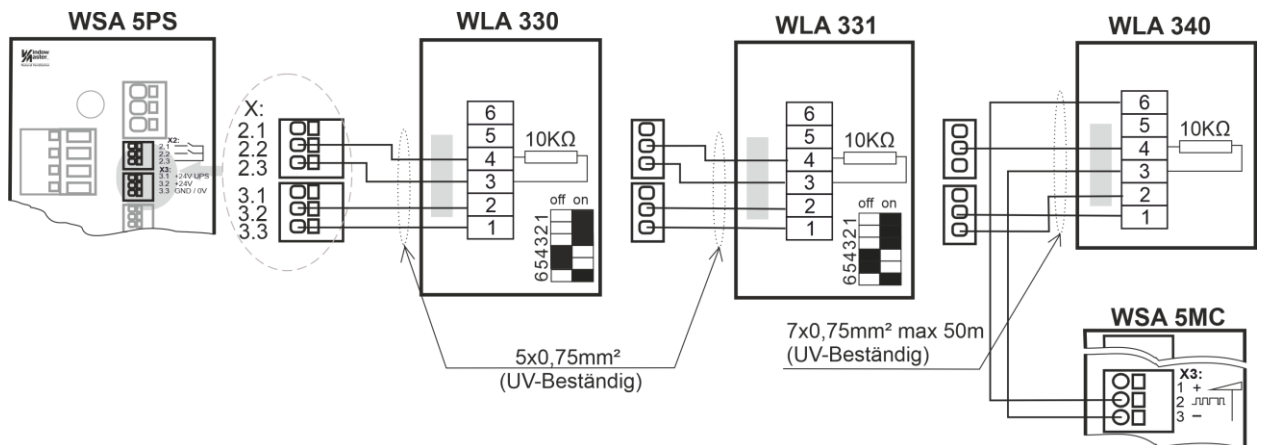 WSA 5PS
WLA 330
WLA 331
WLA 340
Window
Master
X2:
2.1
2.2
2.3
X3:
3.1 +24V UPS
3.2 +24V
3.3 GND / 0V
X:
2.1
2.2
2.3
3.1
3.2
3.3
6
5
4
3
2
1
10KΩ
off on
654321
6
5
4
3
2
1
10KΩ
off on
654321
6
5
4
3
2
1
10KΩ
5x0,75mm²
(UV-Beständig)
7x0,75mm² max 50m
(UV-Beständig)
WSA 5MC
X3:
1 +
2
3 −